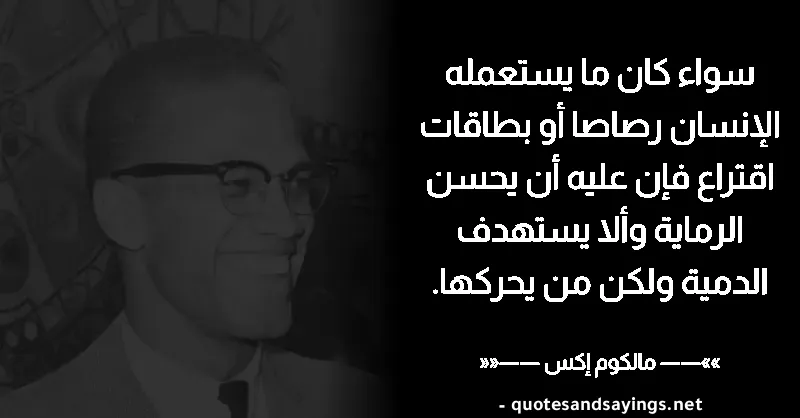 سواء كان ما يستعمله
الإنسان رصاصا أو بطاقات
اقتراع فإن عليه أن يحسن
الرماية وألا يستهدف
الدمية ولكن من يحركها.
»»—— مالكوم إكس ——««
- quotesandsayings.net